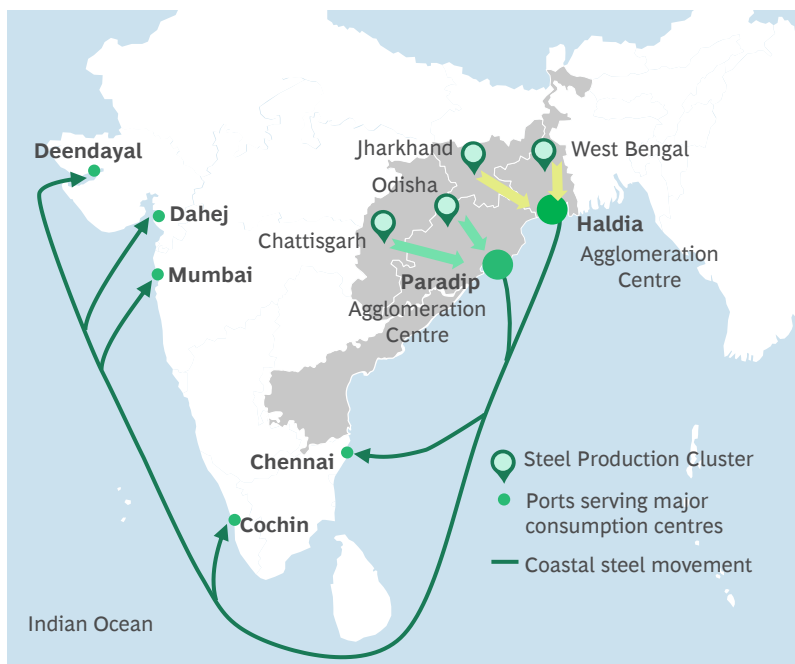 Jharkhand
West Bengal
Deendayal
Odisha
Dahej
Haldia
Chattisgarh
Agglomeration
Centre
Mumbai
Paradip
Agglomeration
Centre
Chennai
Steel Production Cluster
Ports serving major
consumption centres
Cochin
Coastal steel movement
Indian Ocean